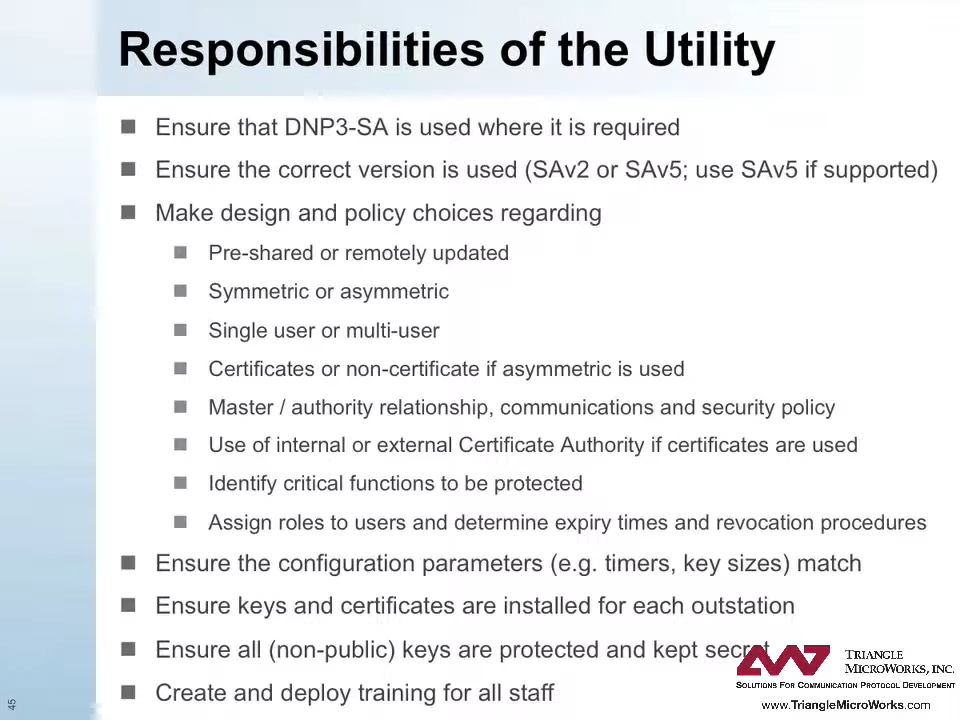 Responsibilities of the Utility
Ensure that DNP3-SA is used where it is required
Ensure the correct version is used (SAv2 or SAv5; use SAv5 if supported)
Make design and policy choices regarding
Pre-shared or remotely updated
Symmetric or asymmetric
Single user or multi-user
Certificates or non-certificate if asymmetric is used
Master / authority relationship, communications and security policy
Use of internal or external Certificate Authority if certificates are used
Identify critical functions to be protected
Assign roles to users and determine expiry times and revocation procedures
Ensure the configuration parameters (e.g. timers, key sizes) match
Ensure keys and certificates are installed for each outstation
Ensure all (non-public) keys are protected and kept secret
Create and deploy training for all staff
TRIANGLE
MICROWORKS, INC.
SOLUTIONS FOR COMMUNICATION PROTOCOL DEVELOPMENT
www.TriangleMicroWorks.com
45